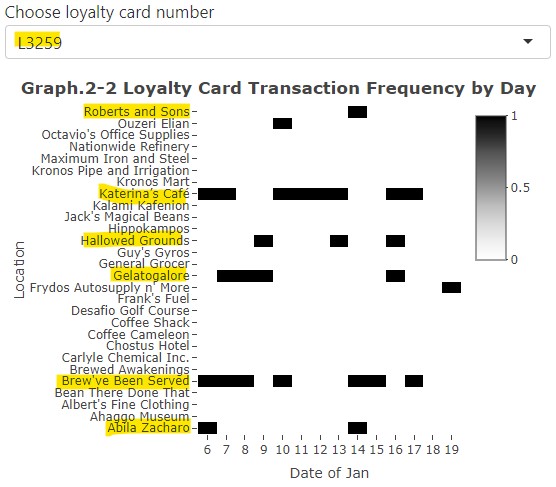 Choose loyalty card number
L3259
Graph.2-2 Loyalty Card Transaction Frequency by Day
Roberts and Sons
Ouzeri Elian
Octavio's Office Supplies
Nationwide Refinery
Maximum Iron and Steel
Kronos Pipe and Irrigation
Kronos Mart
Katerina's Café
Kalami Kafenion
Jack's Magical Beans
Hippokampos
Hallowed Grounds
Guy's Gyros
General Grocer
Gelatogalore
Frydos Autosupply n' More
Frank's Fuel
Desafio Golf Course
Coffee Shack
Coffee Cameleon
Chostus Hotel
Carlyle Chemical Inc.
Brewed Awakenings
Brew've Been Served
Bean There Done That
Albert's Fine Clothing
Ahaggo Museum
Abila Zacharo
Location
6 7 8 9 10 11 12 13 14 15 16 17 18 19
Date of Jan
1
0.5
0